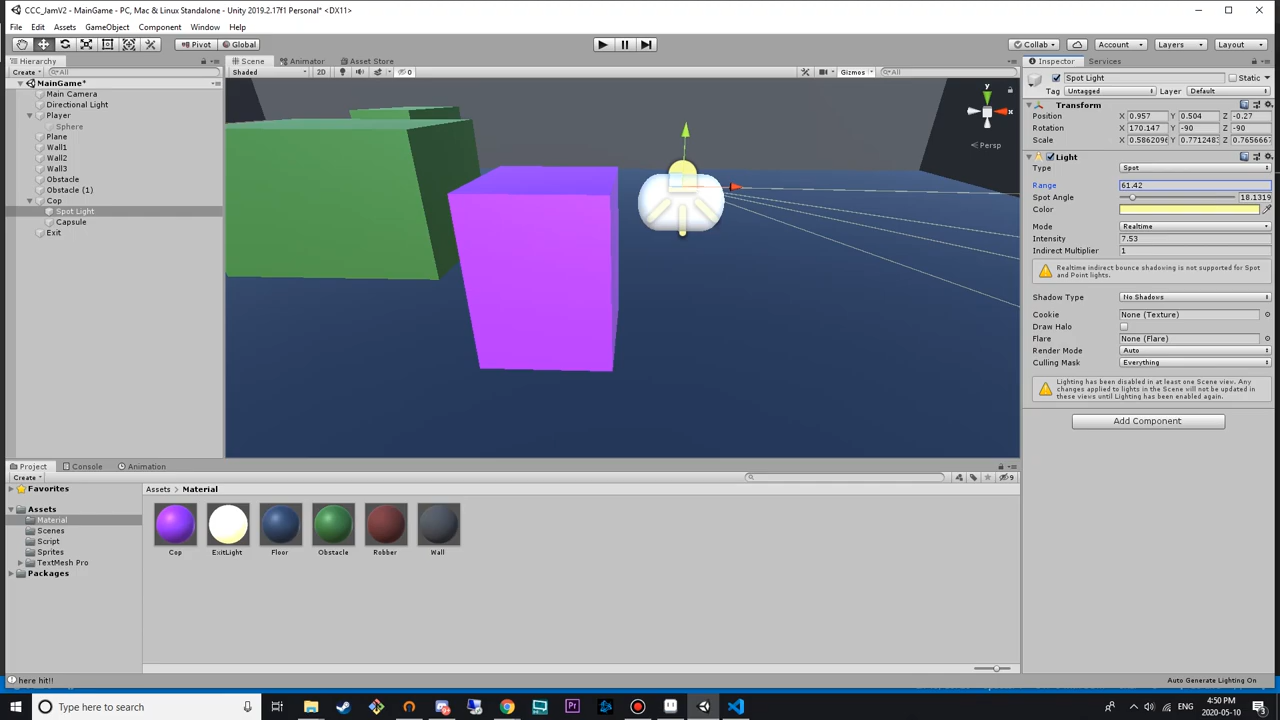 CCC_JamV2 - MainGame - PC, Mac & Linux Standalone - Unity 2019.2.17f1 Personal* <DX11>
File Edit Assets GameObject Component Window Help
Pivot Global Collab Account Layers Layout
Hierarchy Scene Animator Asset Store Inspector Services
Create All Shaded 2D 0 Gizmos All
Spot Light Static
Tag Untagged Layer Default
MainGame*
Main Camera
Directional Light
Player
Sphere
Plane
Wall1
Wall2
Wall3
Obstacle
Obstacle (1)
Cop
Spot Light
Capsule
Exit
y
x
Persp
Transform
Position X 0.957 Y 0.504 Z -0.27
Rotation X 170.147 Y -90 Z -90
Scale X 0.5862096 Y 0.771248 Z 0.765666
Light
Type Spot
Range 61.42
Spot Angle 18.1319
Color
Mode Realtime
Intensity 7.53
Indirect Multiplier 1
Realtime indirect bounce shadowing is not supported for Spot
and Point lights.
Shadow Type No Shadows
Cookie None (Texture)
Draw Halo
Flare None (Flare)
Render Mode Auto
Culling Mask Everything
Lighting has been disabled in at least one Scene view. Any
changes applied to lights in the Scene will not be updated in
these views until Lighting has been enabled again.
Add Component
Project Console Animation
Create 9
Favorites
Assets
Material
Scenes
Script
Sprites
TextMesh Pro
Packages
Assets > Material
Cop ExitLight Floor Obstacle Robber Wall
here hit!! Auto Generate Lighting On
Type here to search
ENG
4:50 PM
2020-05-10